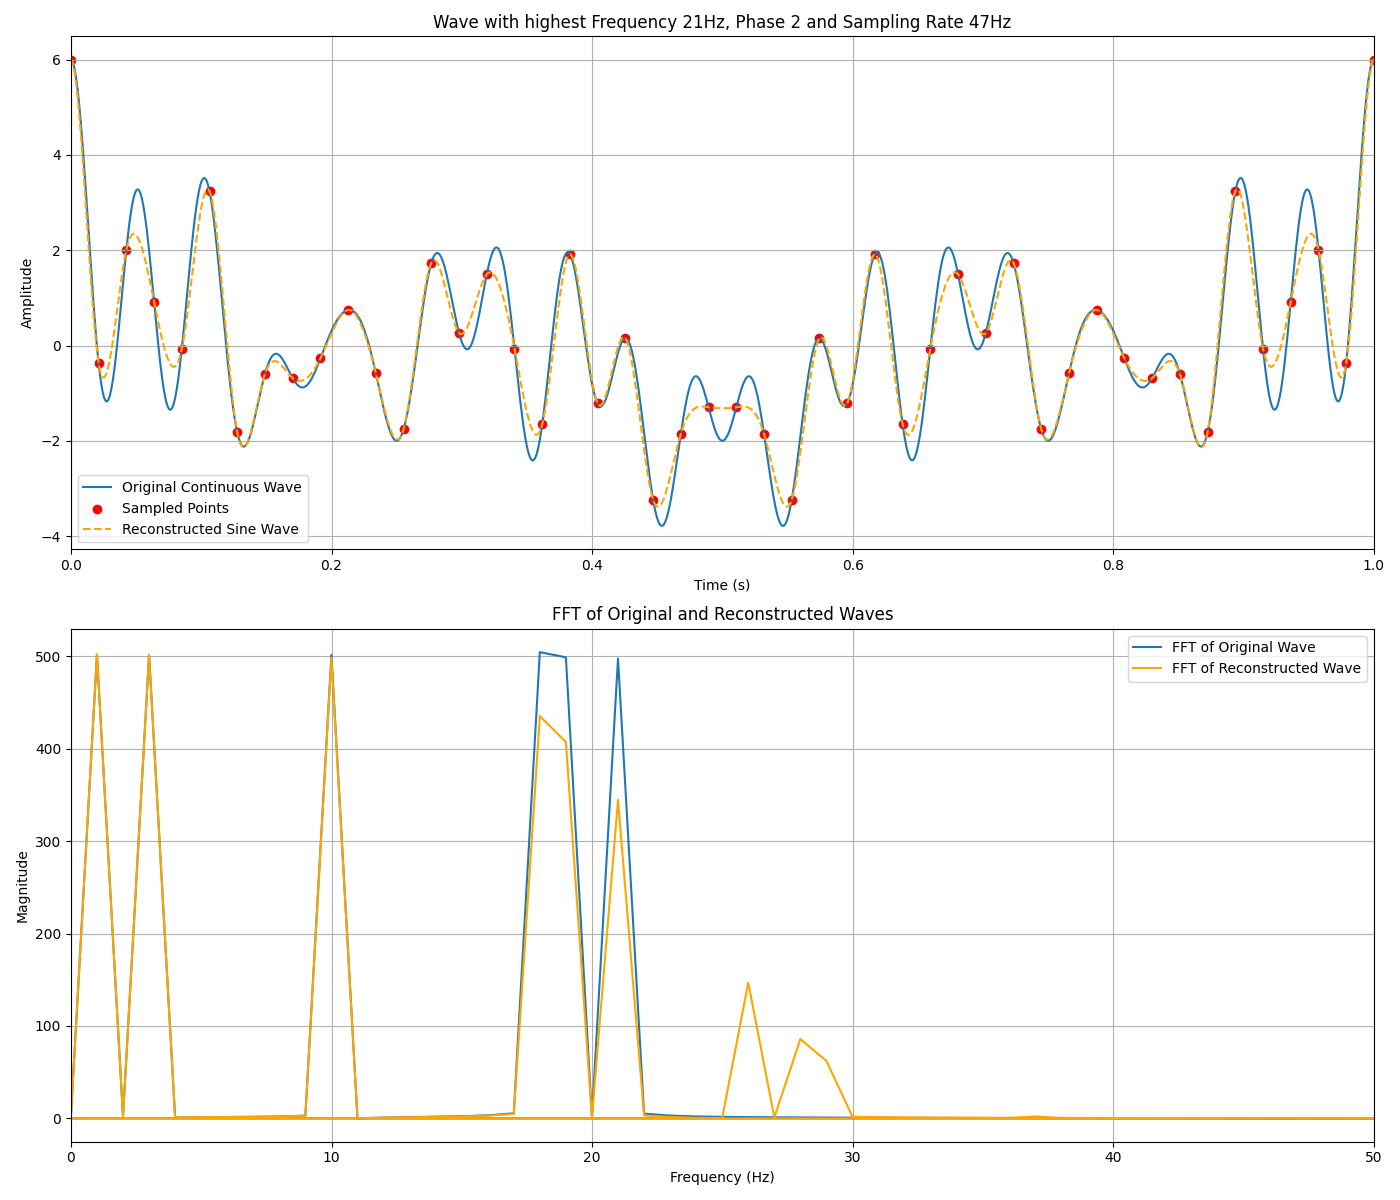 Wave with highest Frequency 21Hz, Phase 2 and Sampling Rate 47Hz
6
4
2
0
−2
−4
Amplitude
Original Continuous Wave
Sampled Points
Reconstructed Sine Wave
0.0 0.2 0.4 0.6 0.8 1.0
Time (s)
FFT of Original and Reconstructed Waves
500
400
300
200
100
0
Magnitude
FFT of Original Wave
FFT of Reconstructed Wave
0 10 20 30 40 50
Frequency (Hz)